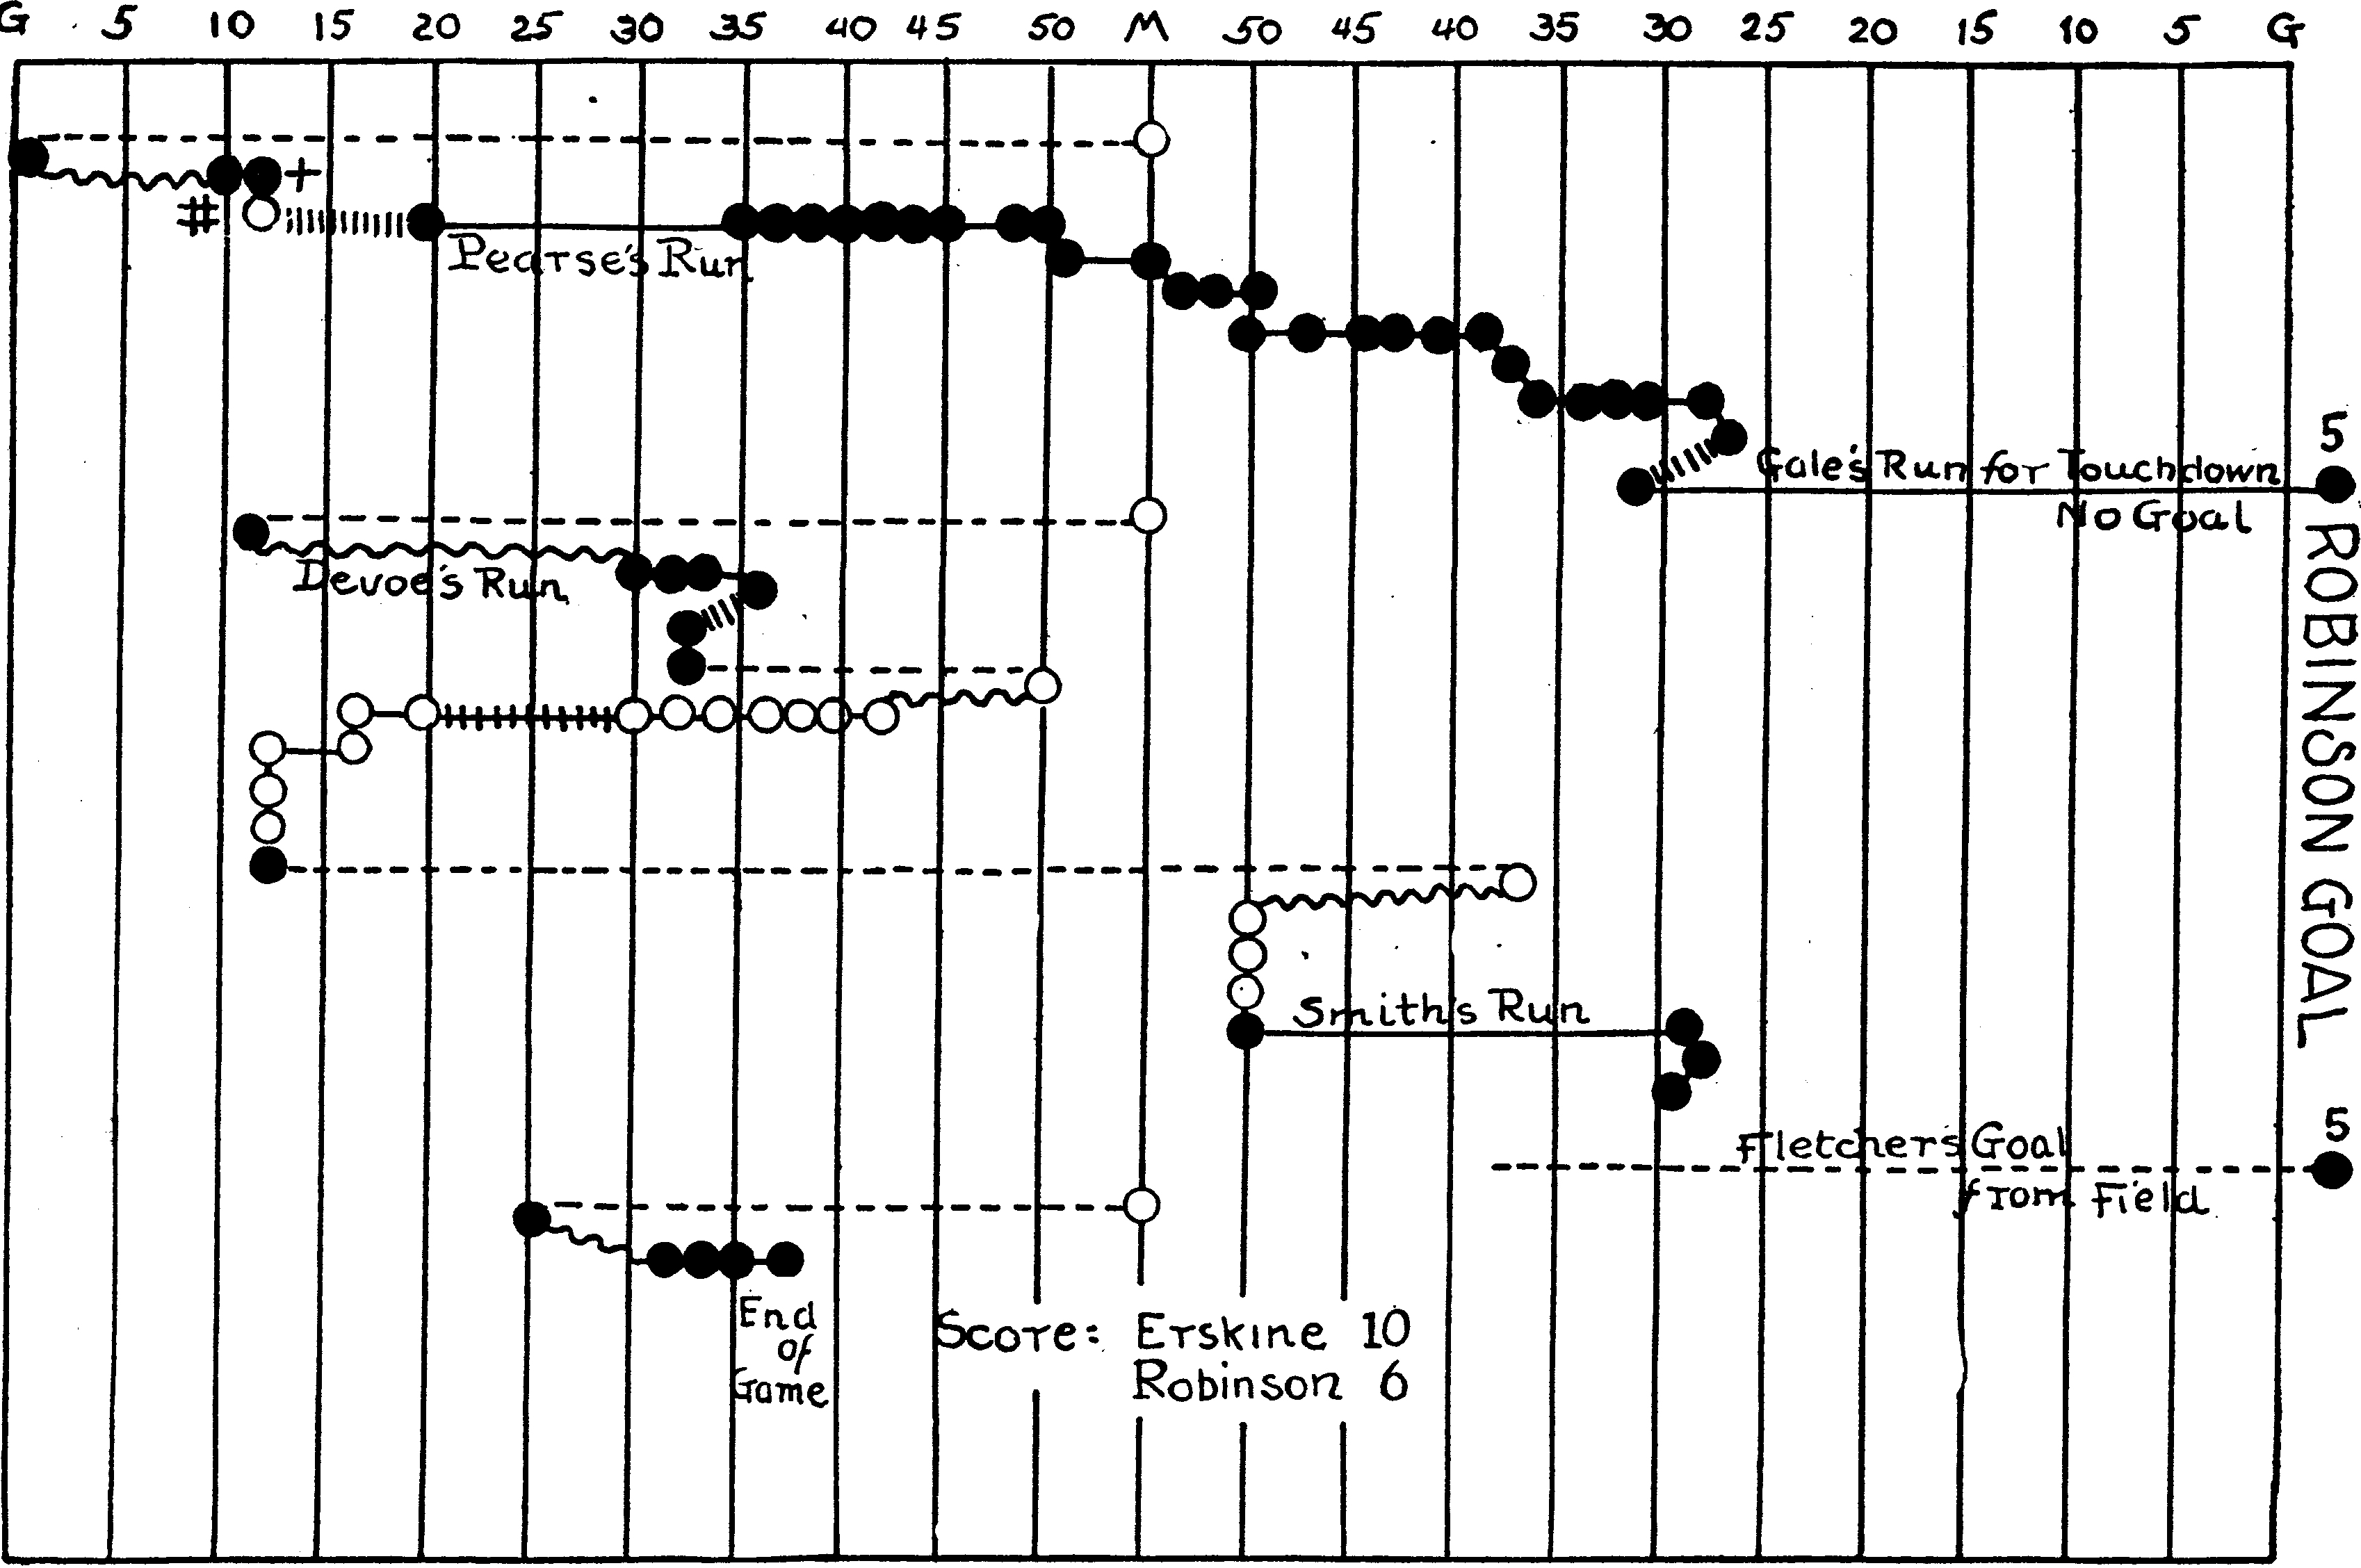 G 5 10 15 20 25 30 35 40 45 50 M 50 45 40 35 30 25 20 15 10 5 G
+
#
Pearse's Run
5
Gale's Run for Touchdown
No Goal
Devoe's Run
ROBINSON GOAL
Smith's Run
5
Fletcher's Goal
from Field
End
of
Game
Score: Erskine 10
Robinson 6